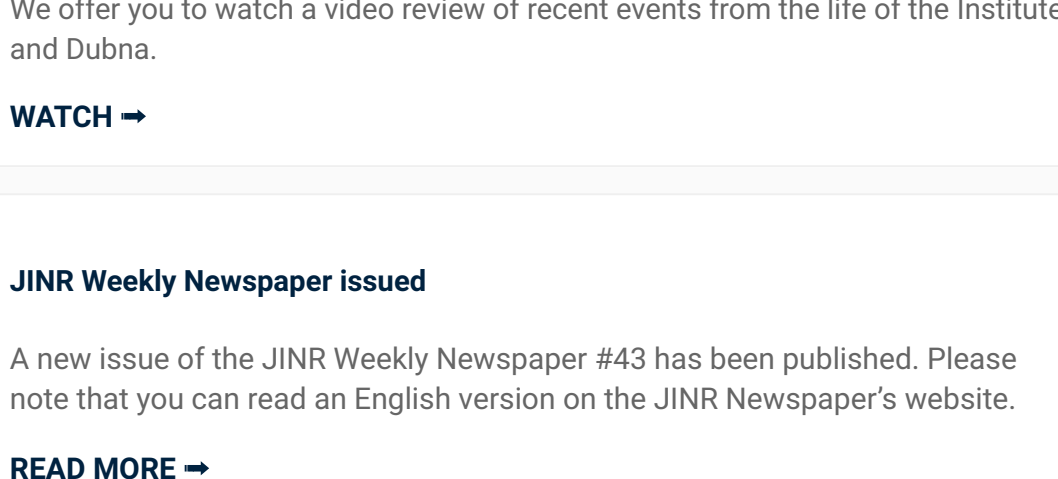 We offer you to watch a video review of recent events from the life of the Institute
and Dubna.
WATCH ➟
JINR Weekly Newspaper issued
A new issue of the JINR Weekly Newspaper #43 has been published. Please
note that you can read an English version on the JINR Newspaper’s website.
READ MORE ➟